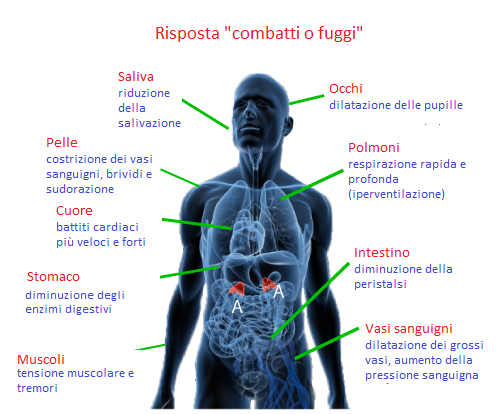 Risposta "combatti o fuggi"
Saliva
riduzione
della
salivazione
Occhi
dilatazione delle pupille
Pelle
costrizione dei vasi
sanguigni, brividi e
sudorazione
Polmoni
respirazione rapida e
profonda
(iperventilazione)
Cuore
battiti cardiaci
più veloci e forti
Intestino
diminuzione della
peristalsi
Stomaco
diminuzione degli
enzimi digestivi
A
A
Vasi sanguigni
dilatazione dei grossi
vasi, aumento della
pressione sanguigna
Muscoli
tensione muscolare e
tremori